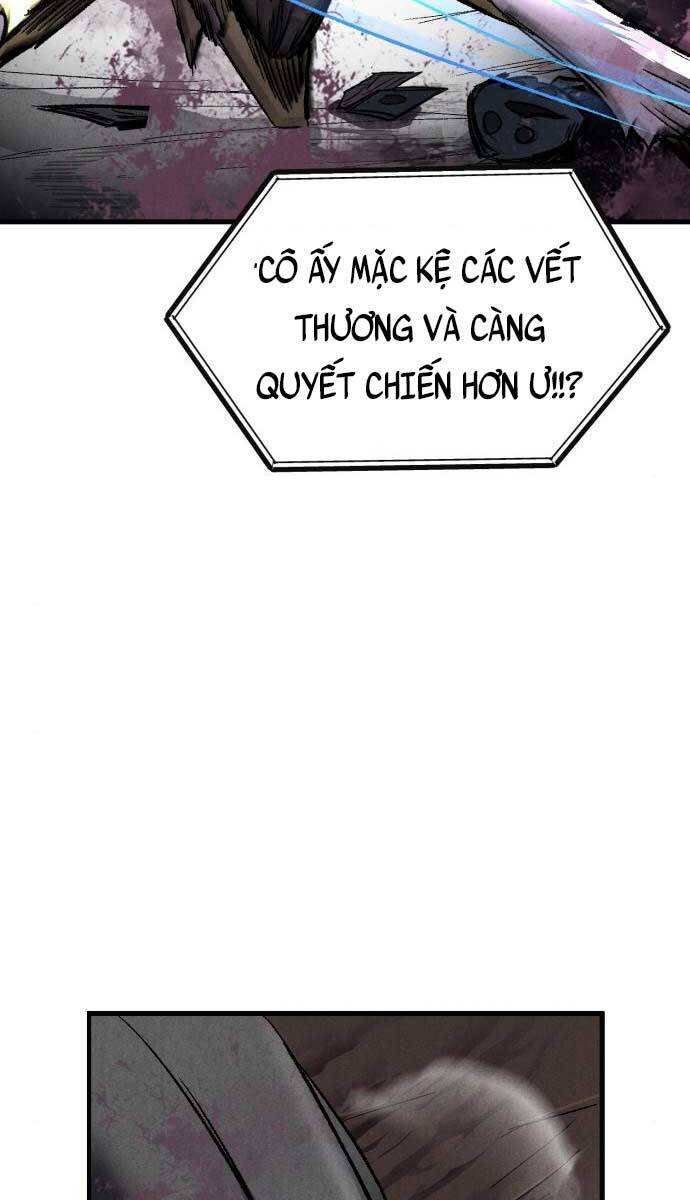 'CÔ ẤY MẶC KỆ CÁC VẾT
THƯƠNG VÀ CÀNG
QUYẾT CHIẾN HƠN Ư!!?